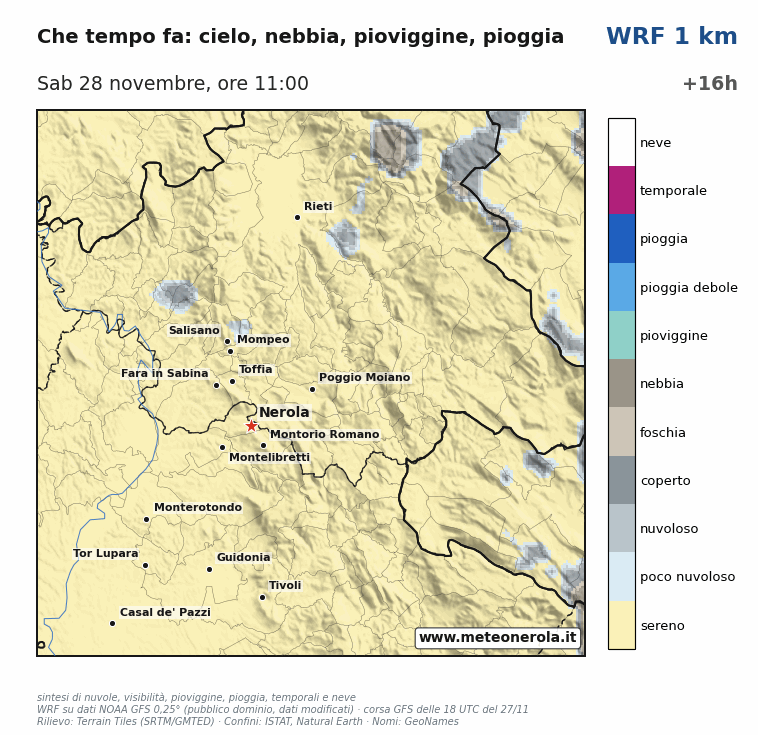 Che tempo fa: cielo, nebbia, pioviggine, pioggia
WRF 1 km
Sab 28 novembre, ore 11:00
+16h
neve
temporale
pioggia
pioggia debole
pioviggine
nebbia
foschia
coperto
nuvoloso
poco nuvoloso
sereno
Rieti
Salisano
Mompeo
Fara in Sabina
Toffia
Poggio Moiano
Nerola
Montorio Romano
Montelibretti
Monterotondo
Tor Lupara
Guidonia
Tivoli
Casal de' Pazzi
www.meteonerola.it
sintesi di nuvole, visibilità, pioviggine, pioggia, temporali e neve
WRF su dati NOAA GFS 0,25° (pubblico dominio, dati modificati) · corsa GFS delle 18 UTC del 27/11
Rilievo: Terrain Tiles (SRTM/GMTED) · Confini: ISTAT, Natural Earth · Nomi: GeoNames